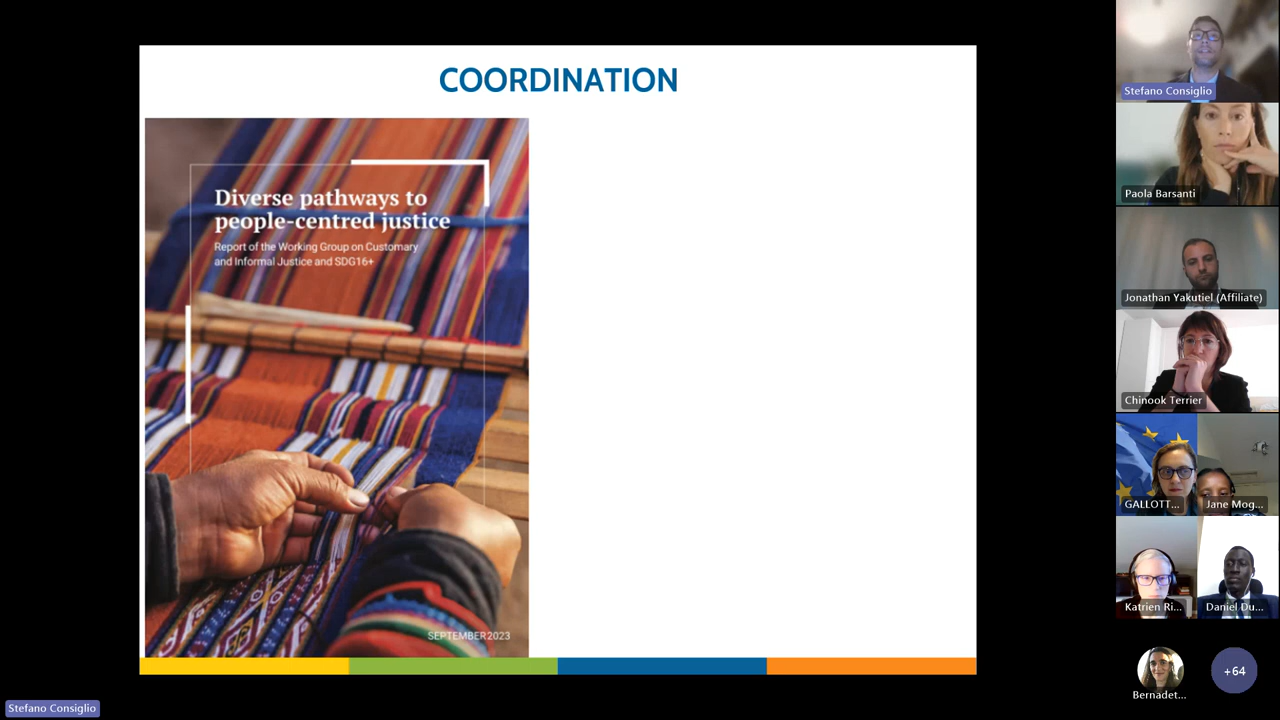 COORDINATION
Diverse pathways to
people-centred justice
Report of the Working Group on Customary
and Informal Justice and SDG16+
SEPTEMBER2023
Stefano Consiglio
Paola Barsanti
Jonathan Yakutiel (Affiliate)
Chinook Terrier
GALLOTT...
Jane Mog...
Katrien Ri...
Daniel Du...
Bernadet...
+64
Stefano Consiglio